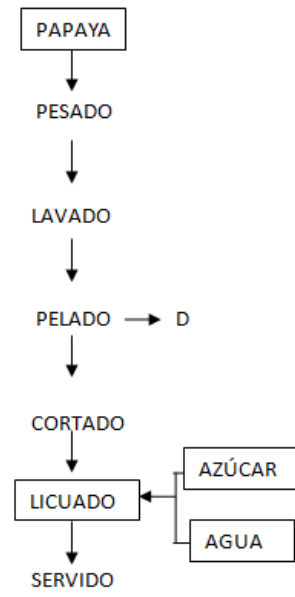 PAPAYA
PESADO
LAVADO
PELADO D
CORTADO
AZÚCAR
LICUADO
AGUA
SERVIDO